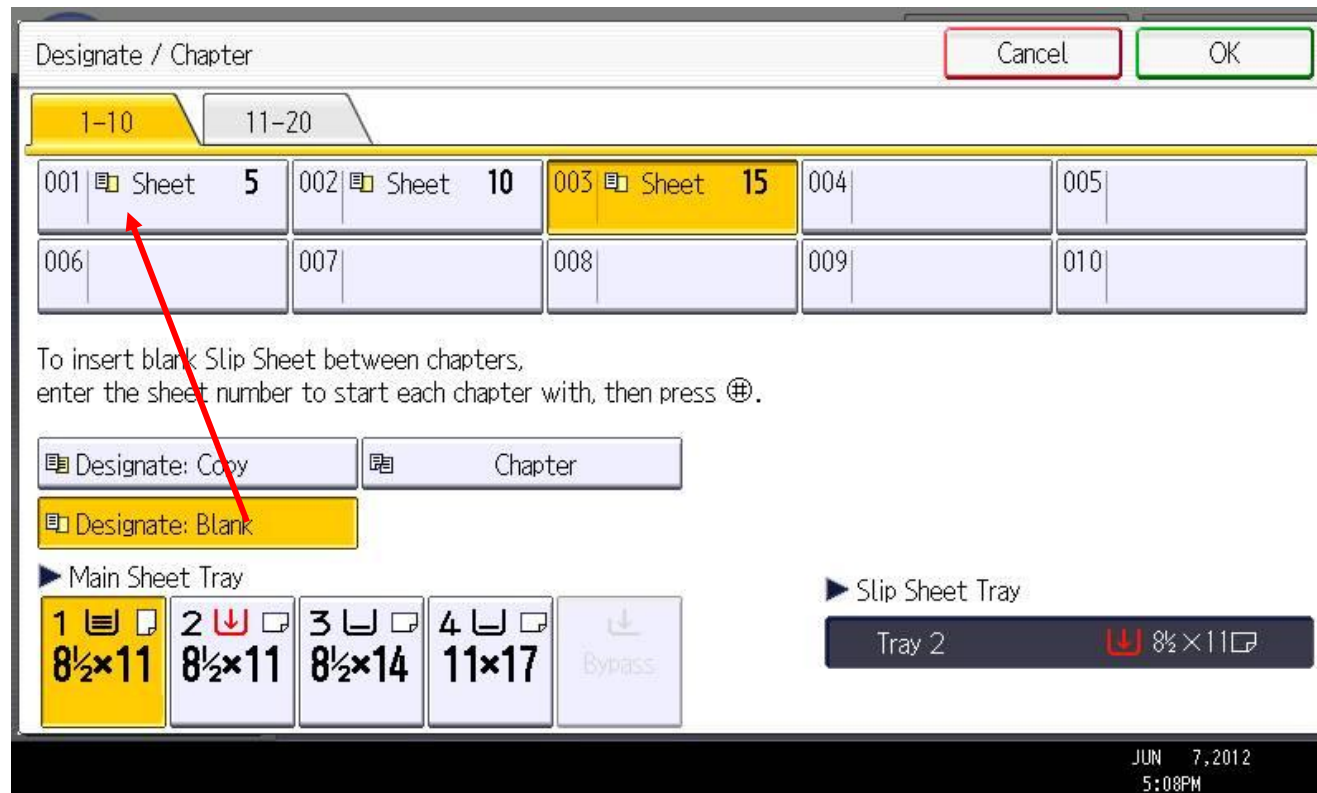 Designate / Chapter
Cancel
OK
1-10
11-20
001 Sheet 5
002 Sheet 10
003 Sheet 15
004
005
006
007
008
009
010
To insert blank Slip Sheet between chapters,
enter the sheet number to start each chapter with, then press ⊕.
Designate: Copy
Chapter
Designate: Blank
▶ Main Sheet Tray
▶ Slip Sheet Tray
1 8½×11
2 8½×11
3 8½×14
4 11×17
Bypass
Tray 2 8½×11
JUN 7,2012
5:08PM